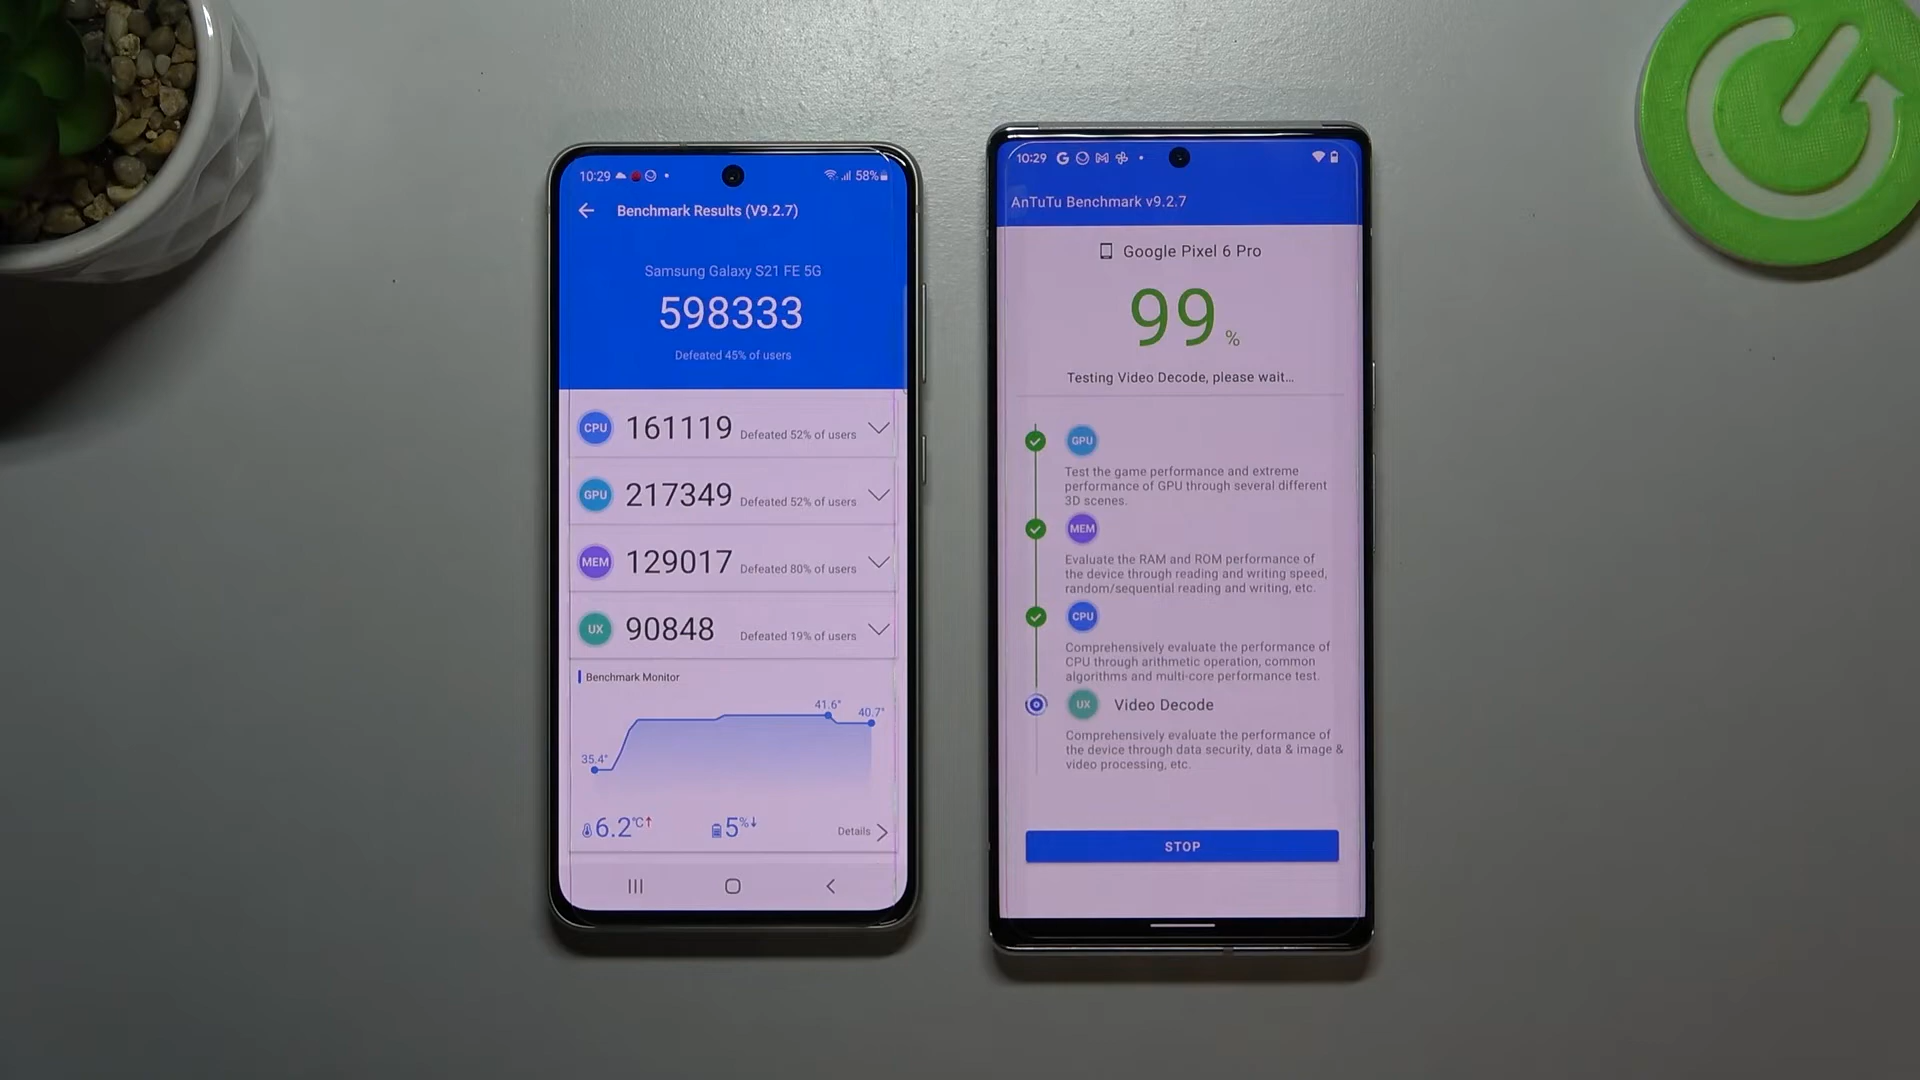 10:29
58%
Benchmark Results (V9.2.7)
Samsung Galaxy S21 FE 5G
598333
Defeated 45% of users
CPU 161119 Defeated 52% of users
GPU 217349 Defeated 52% of users
MEM 129017 Defeated 80% of users
UX 90848 Defeated 19% of users
Benchmark Monitor
35.4°
41.6°
40.7°
6.2°C↑
5%↓
Details
10:29
AnTuTu Benchmark v9.2.7
Google Pixel 6 Pro
99%
Testing Video Decode, please wait...
GPU
Test the game performance and extreme
performance of GPU through several different
3D scenes.
MEM
Evaluate the RAM and ROM performance of
the device through reading and writing speed,
random/sequential reading and writing, etc.
CPU
Comprehensively evaluate the performance of
CPU through arithmetic operation, common
algorithms and multi-core performance test.
UX Video Decode
Comprehensively evaluate the performance of
the device through data security, data & image &
video processing, etc.
STOP